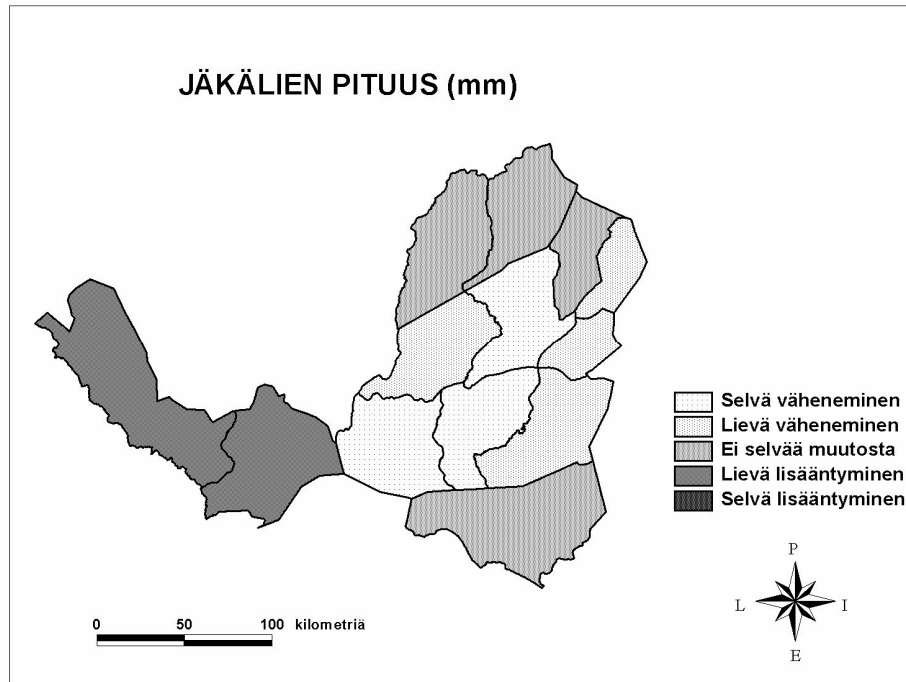 JÄKÄLIEN PITUUS (mm)
Selvä väheneminen
Lievä väheneminen
Ei selvää muutosta
Lievä lisääntyminen
Selvä lisääntyminen
P
L I
E
0 50 100 kilometriä